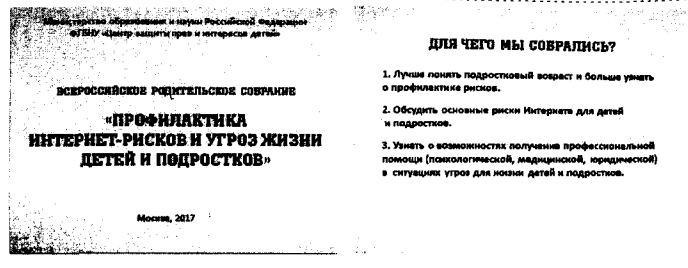 Министерство образования и науки Российской Федерации
ФГБНУ «Центр защиты прав и интересов детей»
ВСЕРОССИЙСКОЕ РОДИТЕЛЬСКОЕ СОБРАНИЕ
«ПРОФИЛАКТИКА
ИНТЕРНЕТ-РИСКОВ И УГРОЗ ЖИЗНИ
ДЕТЕЙ И ПОДРОСТКОВ»
Москва, 2017
ДЛЯ ЧЕГО МЫ СОБРАЛИСЬ?
1. Лучше понять подростковый возраст и больше узнать
о профилактике рисков.
2. Обсудить основные риски Интернета для детей
и подростков.
3. Узнать о возможностях получения профессиональной
помощи (психологической, медицинской, юридической)
в ситуациях угроз для жизни детей и подростков.